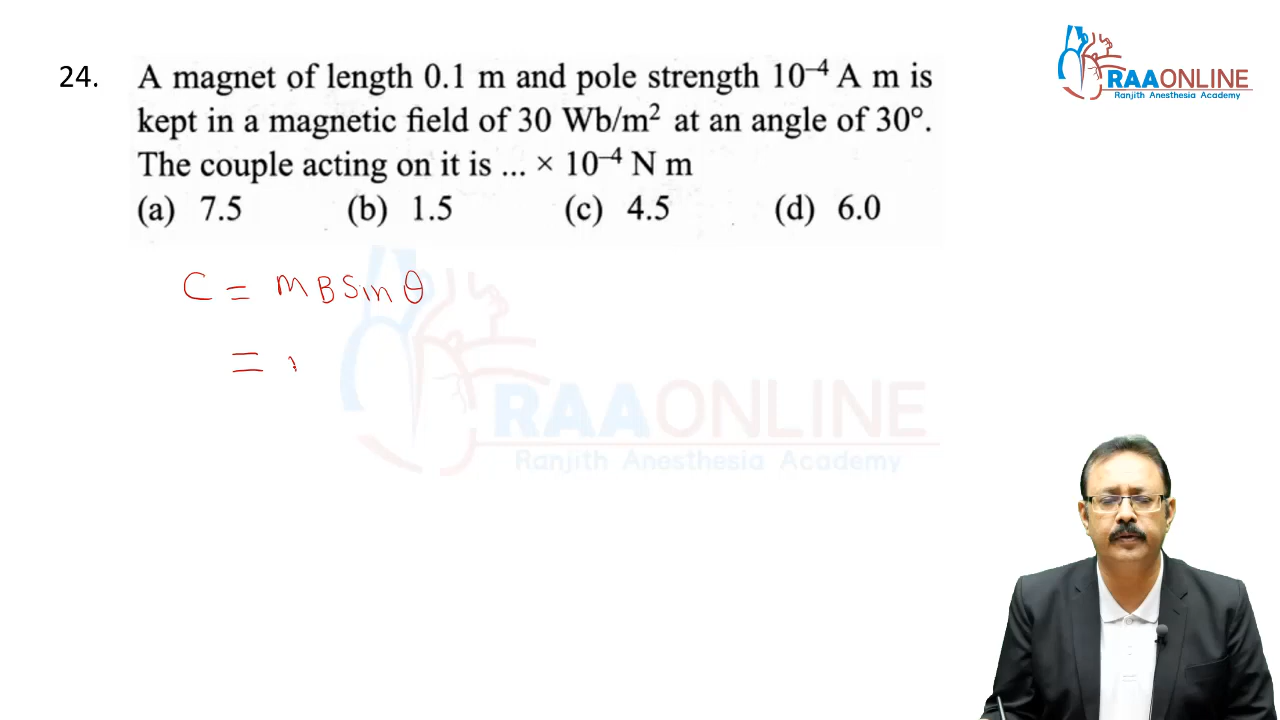 RAAONLINE
Ranjith Anesthesia Academy
24. A magnet of length 0.1 m and pole strength 10⁻⁴ A m is
kept in a magnetic field of 30 Wb/m² at an angle of 30°.
The couple acting on it is ... × 10⁻⁴ N m
(a) 7.5 (b) 1.5 (c) 4.5 (d) 6.0
C = M B Sin θ
=
RAAONLINE
Ranjith Anesthesia Academy